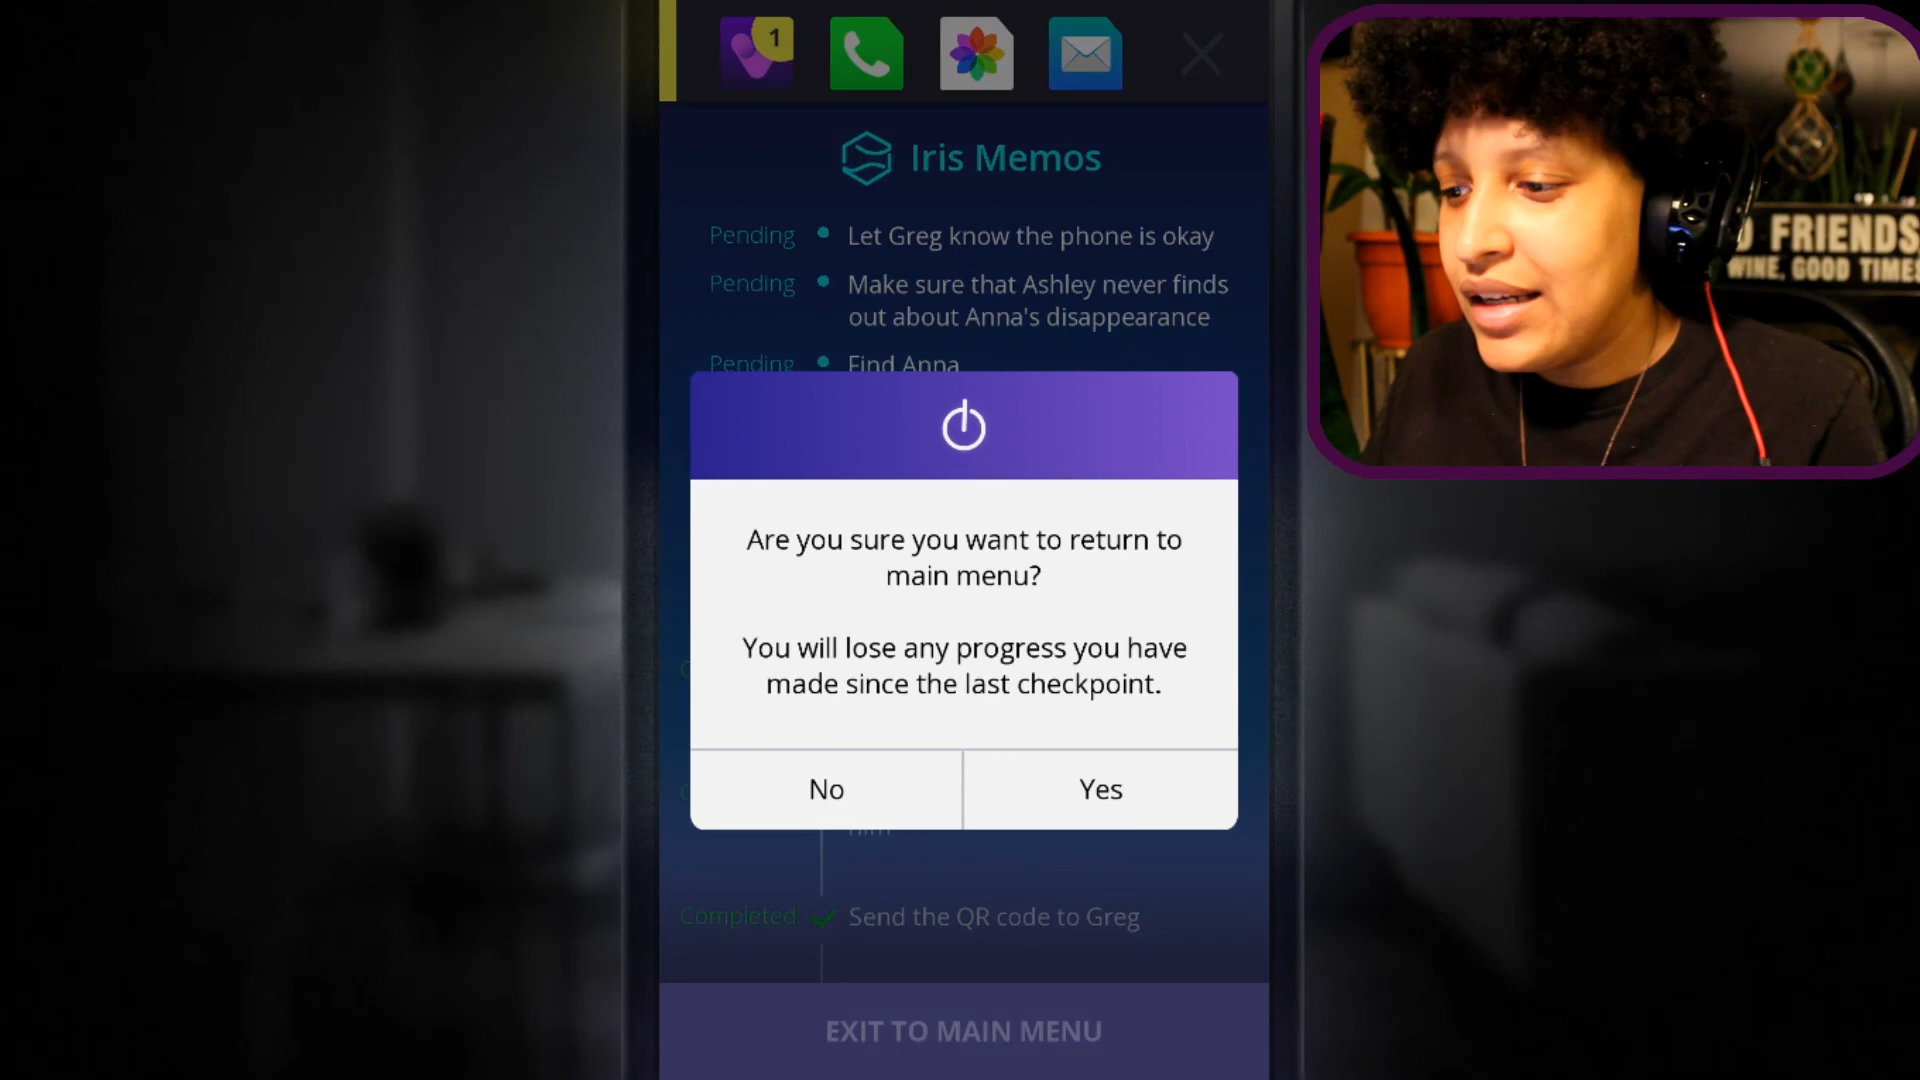 1
Iris Memos
Pending Let Greg know the phone is okay
Pending Make sure that Ashley never finds
out about Anna's disappearance
Pending Find Anna
Are you sure you want to return to
main menu?
You will lose any progress you have
made since the last checkpoint.
No Yes
him
Completed Send the QR code to Greg
EXIT TO MAIN MENU
FRIENDS
WINE, GOOD TIMES